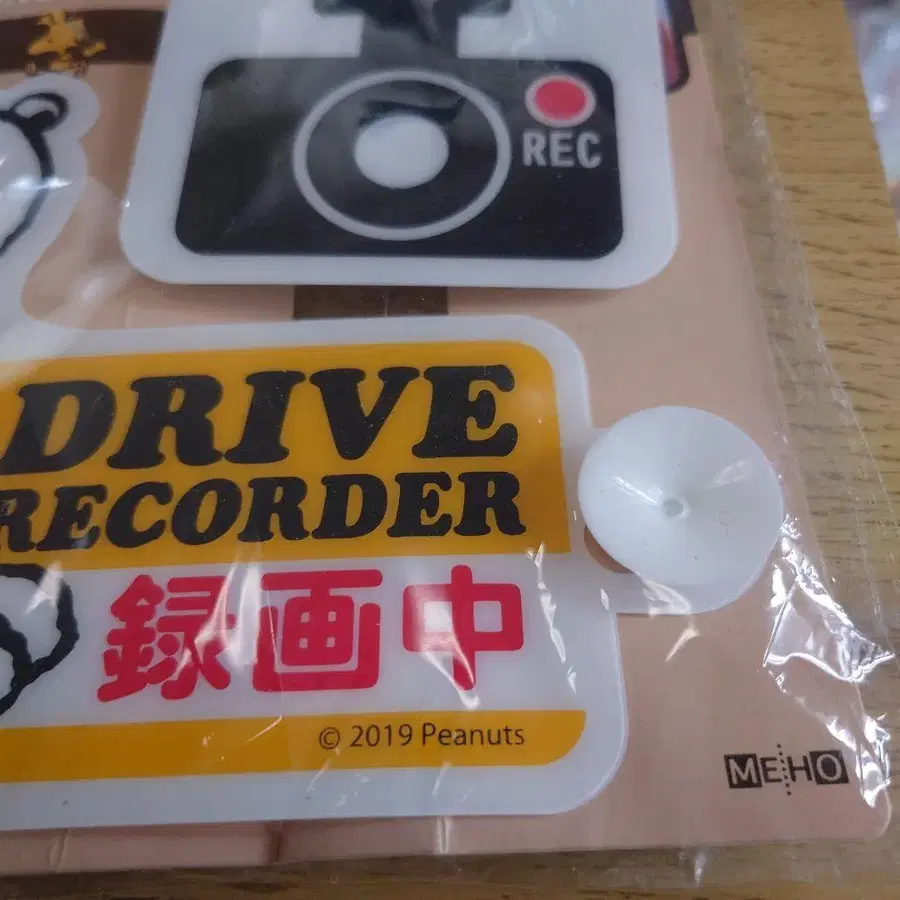 REC
DRIVE
RECORDER
録画中
© 2019 Peanuts
MEHO